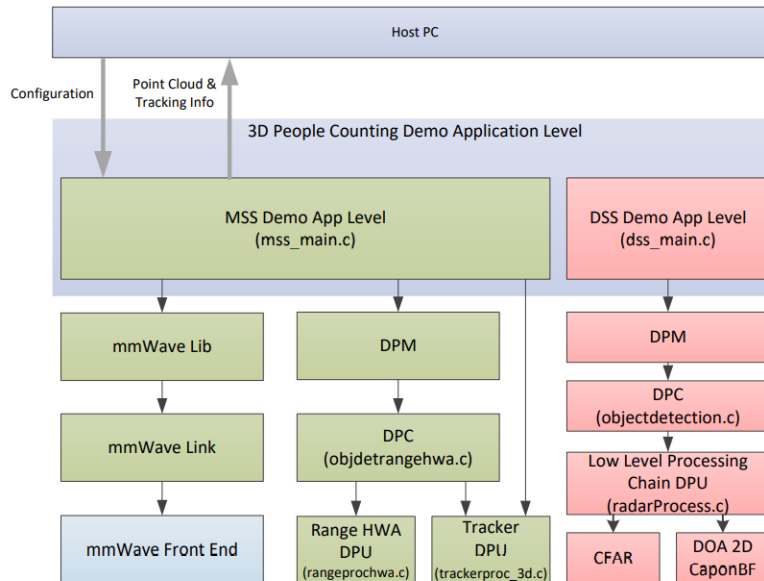 Host PC
Configuration
Point Cloud &
Tracking Info
3D People Counting Demo Application Level
MSS Demo App Level
(mss_main.c)
DSS Demo App Level
(dss_main.c)
mmWave Lib
DPM
DPM
mmWave Link
DPC
(objdetrangehwa.c)
DPC
(objectdetection.c)
Low Level Processing
Chain DPU
(radarProcess.c)
mmWave Front End
Range HWA
DPU
(rangeprochwa.c)
Tracker
DPU
(trackerproc_3d.c)
CFAR
DOA 2D
CaponBF